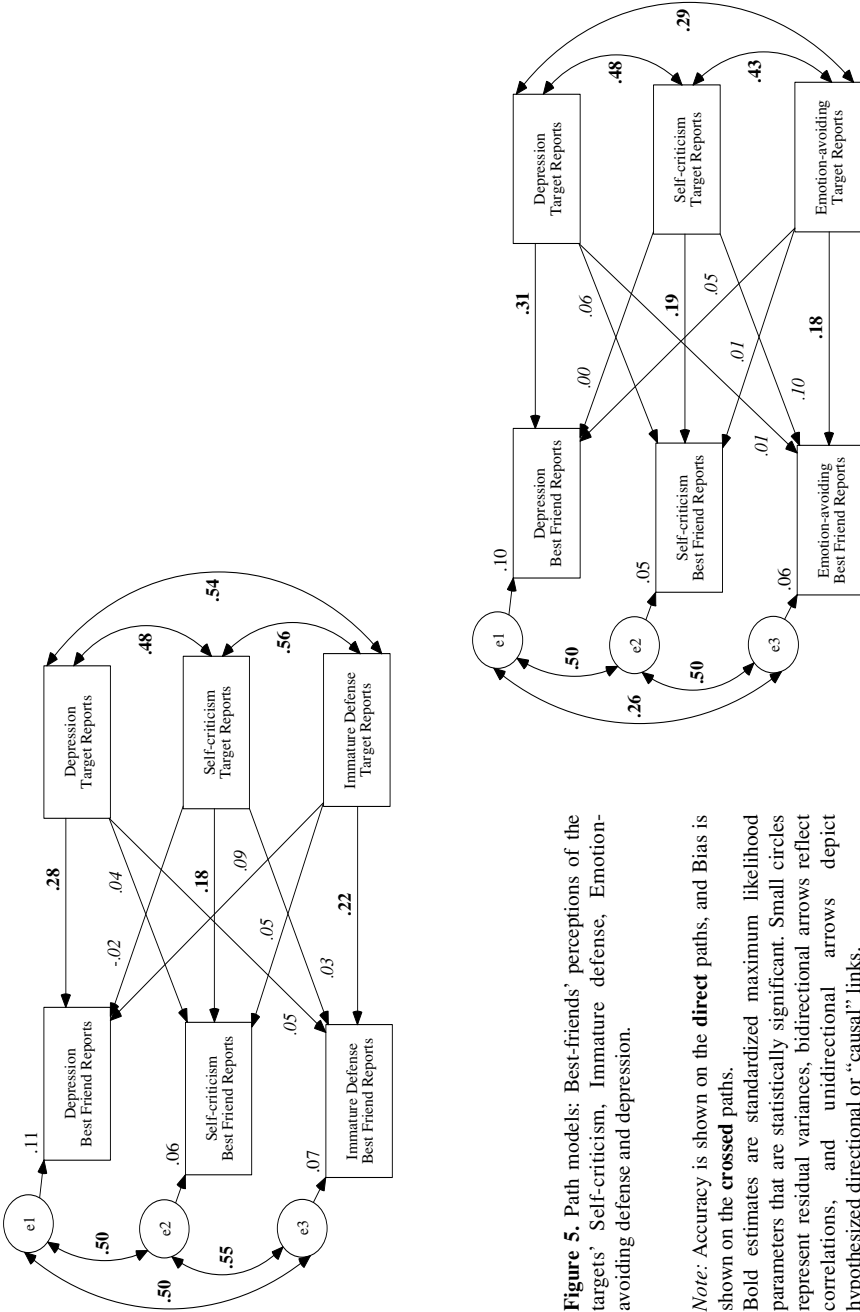 .11
Depression
Best Friend Reports
Depression
Target Reports
e1
.28
.04
-.02
.50
.50
.48
.54
.06
Self-criticism
Best Friend Reports
Self-criticism
Target Reports
e2
.18
.09
.05
.05
.03
.55
.56
.07
Immature Defense
Best Friend Reports
Immature Defense
Target Reports
e3
.22
Figure 5. Path models: Best-friends’ perceptions of the
targets’ Self-criticism, Immature defense, Emotion-
avoiding defense and depression.
Note: Accuracy is shown on the direct paths, and Bias is
shown on the crossed paths.
Bold estimates are standardized maximum likelihood
parameters that are statistically significant. Small circles
represent residual variances, bidirectional arrows reflect
correlations, and unidirectional arrows depict
hypothesized directional or “causal” links.
.10
Depression
Best Friend Reports
Depression
Target Reports
e1
.31
.06
.00
.50
.26
.48
.29
.05
Self-criticism
Best Friend Reports
Self-criticism
Target Reports
e2
.19
.05
.01
.01
.10
.50
.43
.06
Emotion-avoiding
Best Friend Reports
Emotion-avoiding
Target Reports
e3
.18